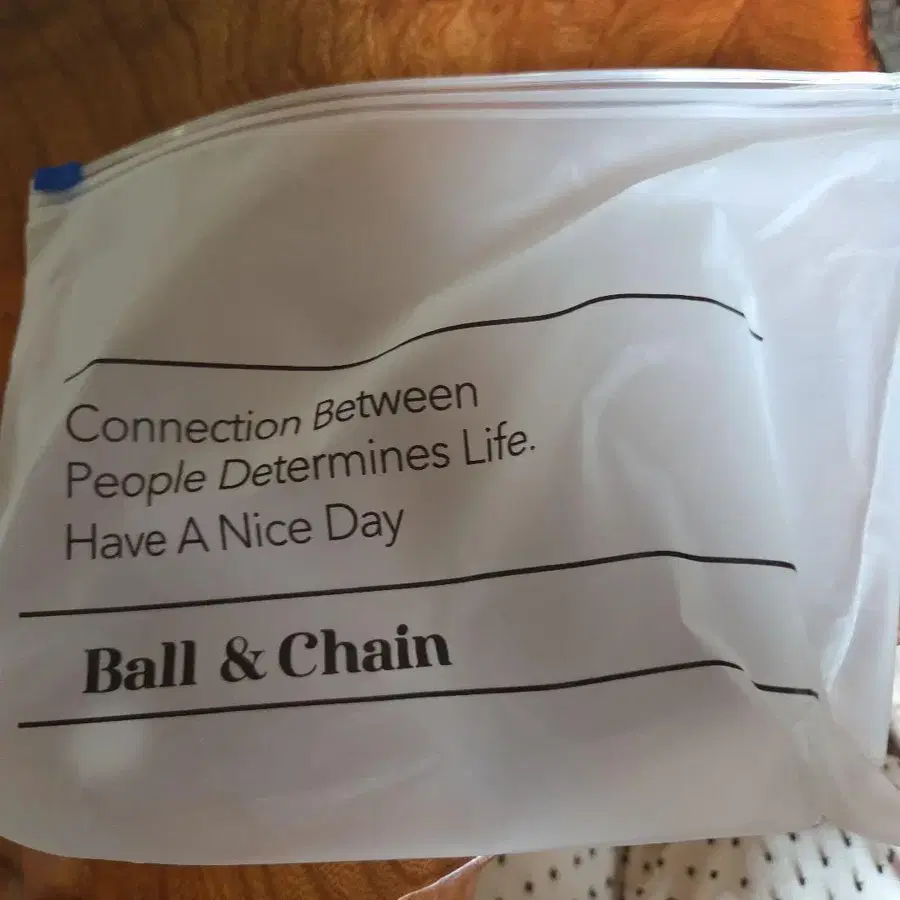 Connection Between
People Determines Life.
Have A Nice Day
Ball & Chain